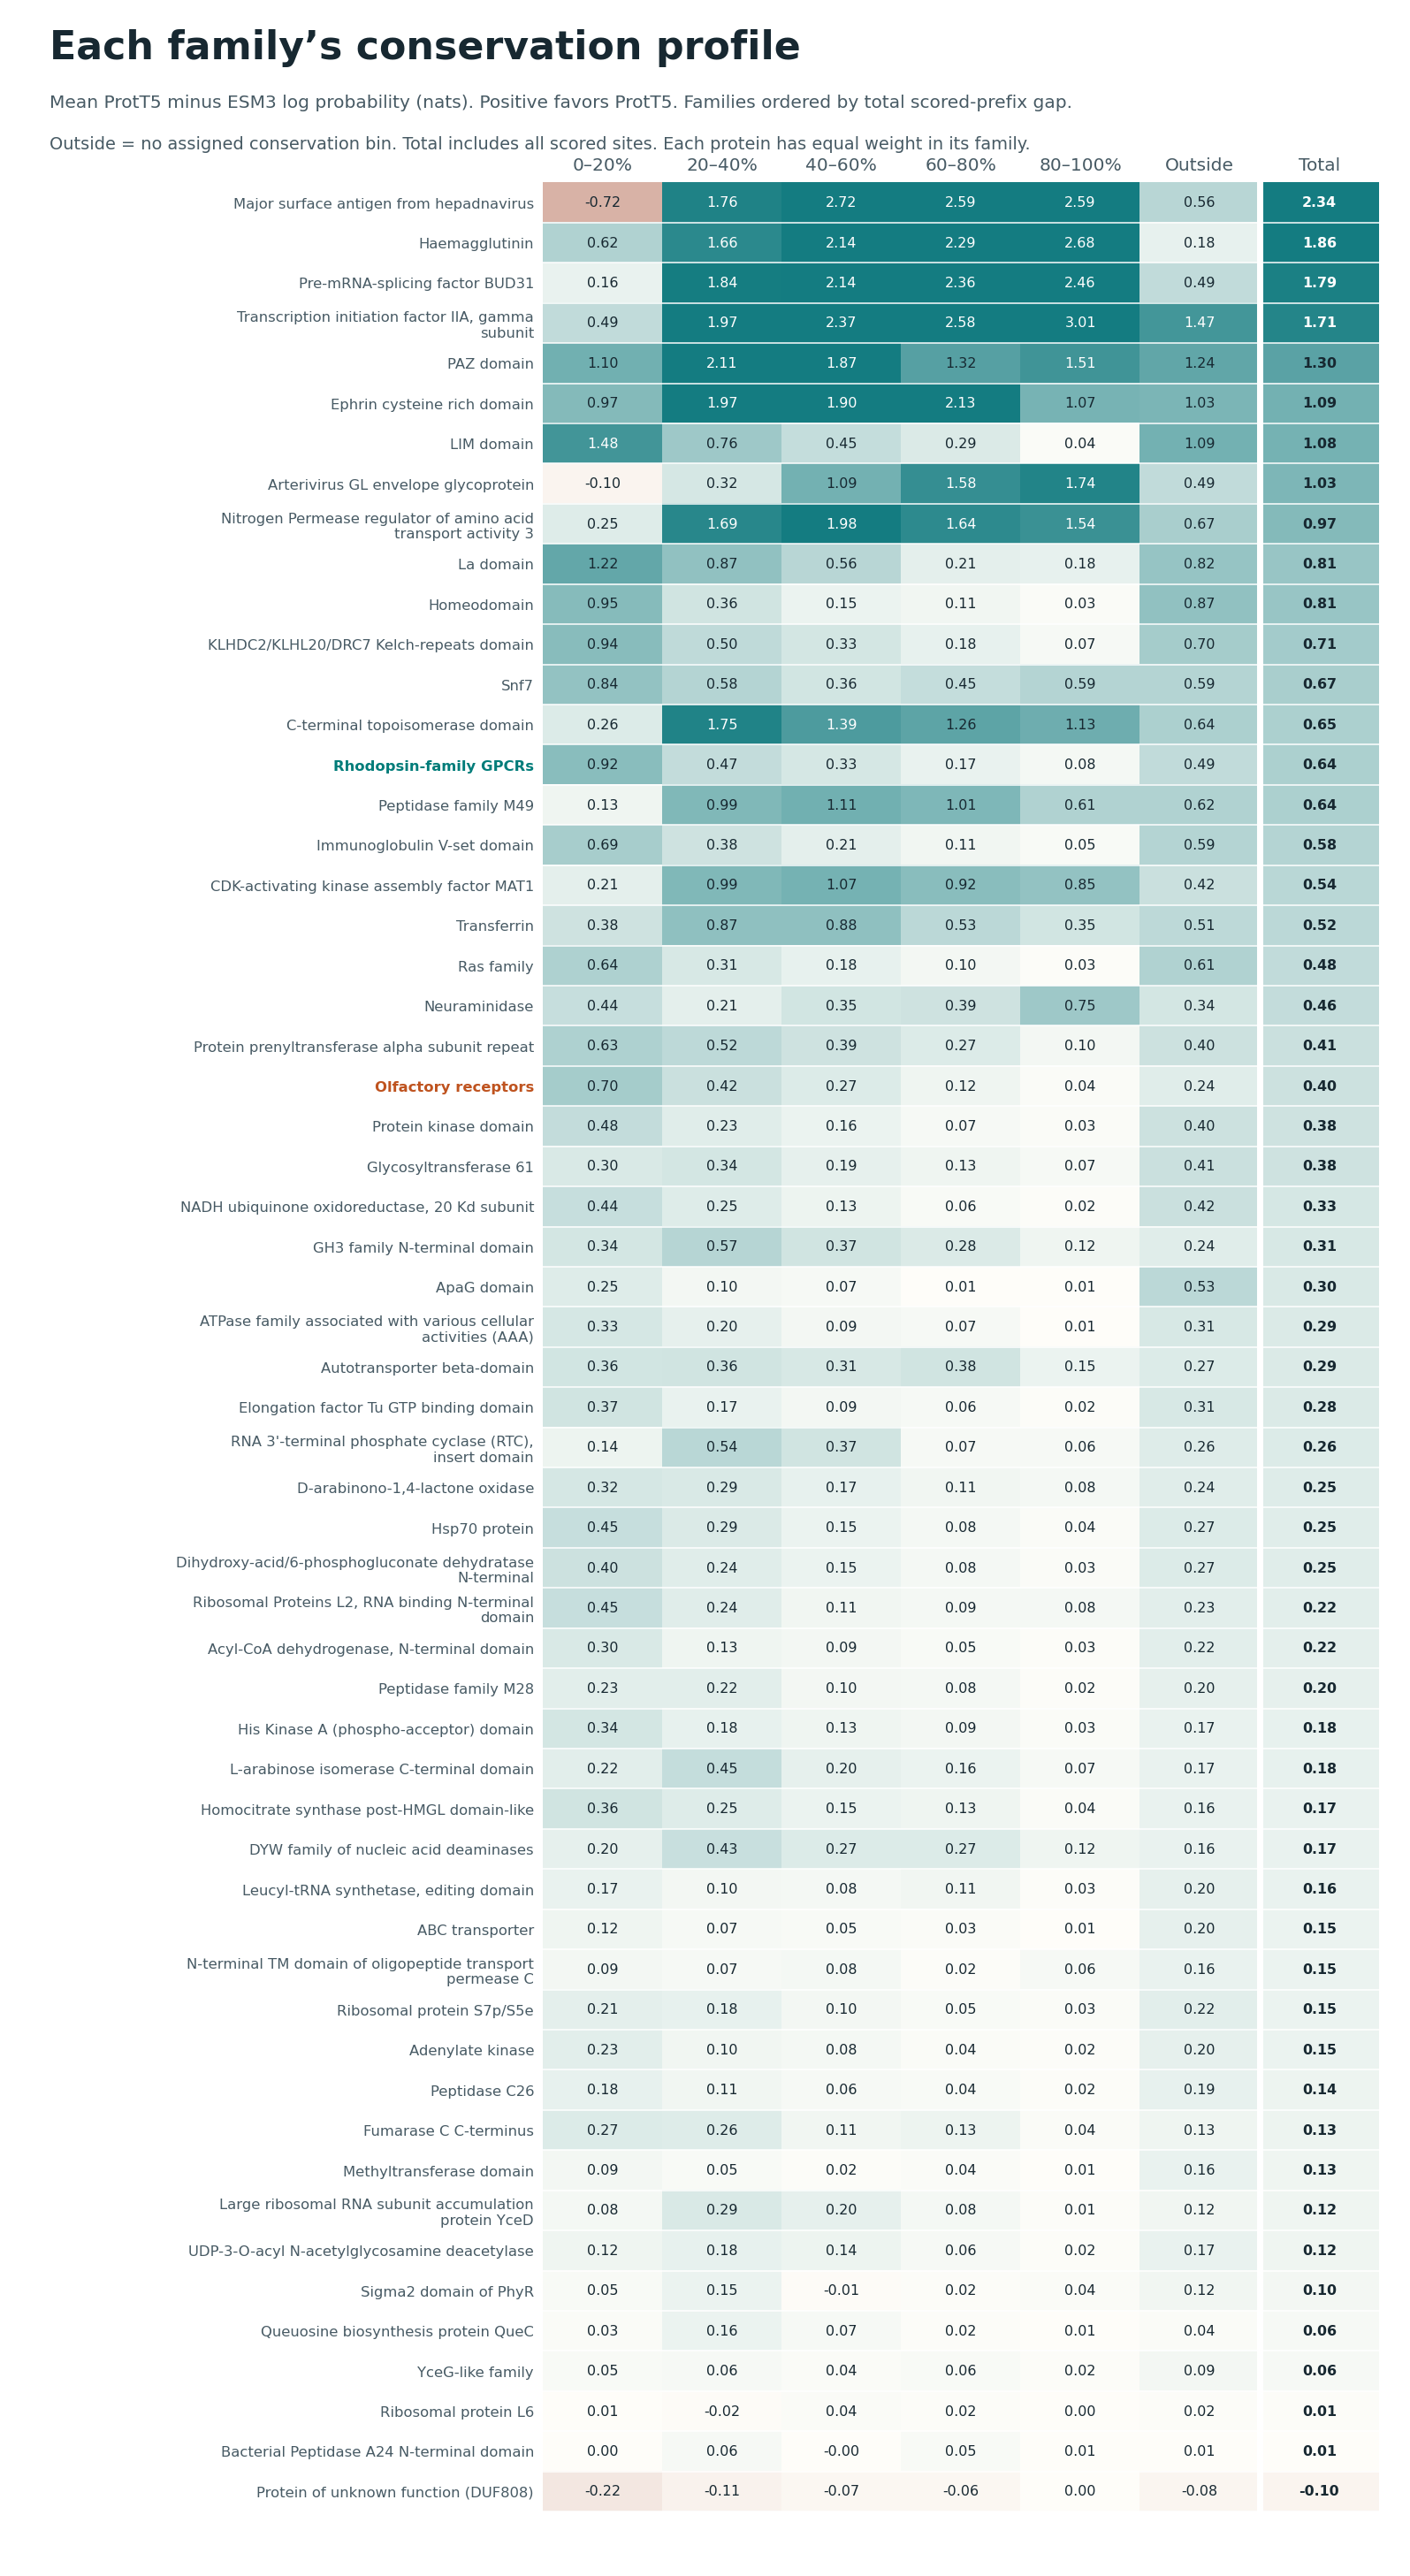 Each family’s conservation profile
Mean ProtT5 minus ESM3 log probability (nats). Positive favors ProtT5. Families ordered by total scored-prefix gap.
Outside = no assigned conservation bin. Total includes all scored sites. Each protein has equal weight in its family.
0–20% 20–40% 40–60% 60–80% 80–100% Outside Total
Major surface antigen from hepadnavirus -0.72 1.76 2.72 2.59 2.59 0.56 2.34
Haemagglutinin 0.62 1.66 2.14 2.29 2.68 0.18 1.86
Pre-mRNA-splicing factor BUD31 0.16 1.84 2.14 2.36 2.46 0.49 1.79
Transcription initiation factor IIA, gamma
subunit 0.49 1.97 2.37 2.58 3.01 1.47 1.71
PAZ domain 1.10 2.11 1.87 1.32 1.51 1.24 1.30
Ephrin cysteine rich domain 0.97 1.97 1.90 2.13 1.07 1.03 1.09
LIM domain 1.48 0.76 0.45 0.29 0.04 1.09 1.08
Arterivirus GL envelope glycoprotein -0.10 0.32 1.09 1.58 1.74 0.49 1.03
Nitrogen Permease regulator of amino acid
transport activity 3 0.25 1.69 1.98 1.64 1.54 0.67 0.97
La domain 1.22 0.87 0.56 0.21 0.18 0.82 0.81
Homeodomain 0.95 0.36 0.15 0.11 0.03 0.87 0.81
KLHDC2/KLHL20/DRC7 Kelch-repeats domain 0.94 0.50 0.33 0.18 0.07 0.70 0.71
Snf7 0.84 0.58 0.36 0.45 0.59 0.59 0.67
C-terminal topoisomerase domain 0.26 1.75 1.39 1.26 1.13 0.64 0.65
Rhodopsin-family GPCRs 0.92 0.47 0.33 0.17 0.08 0.49 0.64
Peptidase family M49 0.13 0.99 1.11 1.01 0.61 0.62 0.64
Immunoglobulin V-set domain 0.69 0.38 0.21 0.11 0.05 0.59 0.58
CDK-activating kinase assembly factor MAT1 0.21 0.99 1.07 0.92 0.85 0.42 0.54
Transferrin 0.38 0.87 0.88 0.53 0.35 0.51 0.52
Ras family 0.64 0.31 0.18 0.10 0.03 0.61 0.48
Neuraminidase 0.44 0.21 0.35 0.39 0.75 0.34 0.46
Protein prenyltransferase alpha subunit repeat 0.63 0.52 0.39 0.27 0.10 0.40 0.41
Olfactory receptors 0.70 0.42 0.27 0.12 0.04 0.24 0.40
Protein kinase domain 0.48 0.23 0.16 0.07 0.03 0.40 0.38
Glycosyltransferase 61 0.30 0.34 0.19 0.13 0.07 0.41 0.38
NADH ubiquinone oxidoreductase, 20 Kd subunit 0.44 0.25 0.13 0.06 0.02 0.42 0.33
GH3 family N-terminal domain 0.34 0.57 0.37 0.28 0.12 0.24 0.31
ApaG domain 0.25 0.10 0.07 0.01 0.01 0.53 0.30
ATPase family associated with various cellular
activities (AAA) 0.33 0.20 0.09 0.07 0.01 0.31 0.29
Autotransporter beta-domain 0.36 0.36 0.31 0.38 0.15 0.27 0.29
Elongation factor Tu GTP binding domain 0.37 0.17 0.09 0.06 0.02 0.31 0.28
RNA 3'-terminal phosphate cyclase (RTC),
insert domain 0.14 0.54 0.37 0.07 0.06 0.26 0.26
D-arabinono-1,4-lactone oxidase 0.32 0.29 0.17 0.11 0.08 0.24 0.25
Hsp70 protein 0.45 0.29 0.15 0.08 0.04 0.27 0.25
Dihydroxy-acid/6-phosphogluconate dehydratase
N-terminal 0.40 0.24 0.15 0.08 0.03 0.27 0.25
Ribosomal Proteins L2, RNA binding N-terminal
domain 0.45 0.24 0.11 0.09 0.08 0.23 0.22
Acyl-CoA dehydrogenase, N-terminal domain 0.30 0.13 0.09 0.05 0.03 0.22 0.22
Peptidase family M28 0.23 0.22 0.10 0.08 0.02 0.20 0.20
His Kinase A (phospho-acceptor) domain 0.34 0.18 0.13 0.09 0.03 0.17 0.18
L-arabinose isomerase C-terminal domain 0.22 0.45 0.20 0.16 0.07 0.17 0.18
Homocitrate synthase post-HMGL domain-like 0.36 0.25 0.15 0.13 0.04 0.16 0.17
DYW family of nucleic acid deaminases 0.20 0.43 0.27 0.27 0.12 0.16 0.17
Leucyl-tRNA synthetase, editing domain 0.17 0.10 0.08 0.11 0.03 0.20 0.16
ABC transporter 0.12 0.07 0.05 0.03 0.01 0.20 0.15
N-terminal TM domain of oligopeptide transport
permease C 0.09 0.07 0.08 0.02 0.06 0.16 0.15
Ribosomal protein S7p/S5e 0.21 0.18 0.10 0.05 0.03 0.22 0.15
Adenylate kinase 0.23 0.10 0.08 0.04 0.02 0.20 0.15
Peptidase C26 0.18 0.11 0.06 0.04 0.02 0.19 0.14
Fumarase C C-terminus 0.27 0.26 0.11 0.13 0.04 0.13 0.13
Methyltransferase domain 0.09 0.05 0.02 0.04 0.01 0.16 0.13
Large ribosomal RNA subunit accumulation
protein YceD 0.08 0.29 0.20 0.08 0.01 0.12 0.12
UDP-3-O-acyl N-acetylglycosamine deacetylase 0.12 0.18 0.14 0.06 0.02 0.17 0.12
Sigma2 domain of PhyR 0.05 0.15 -0.01 0.02 0.04 0.12 0.10
Queuosine biosynthesis protein QueC 0.03 0.16 0.07 0.02 0.01 0.04 0.06
YceG-like family 0.05 0.06 0.04 0.06 0.02 0.09 0.06
Ribosomal protein L6 0.01 -0.02 0.04 0.02 0.00 0.02 0.01
Bacterial Peptidase A24 N-terminal domain 0.00 0.06 -0.00 0.05 0.01 0.01 0.01
Protein of unknown function (DUF808) -0.22 -0.11 -0.07 -0.06 0.00 -0.08 -0.10